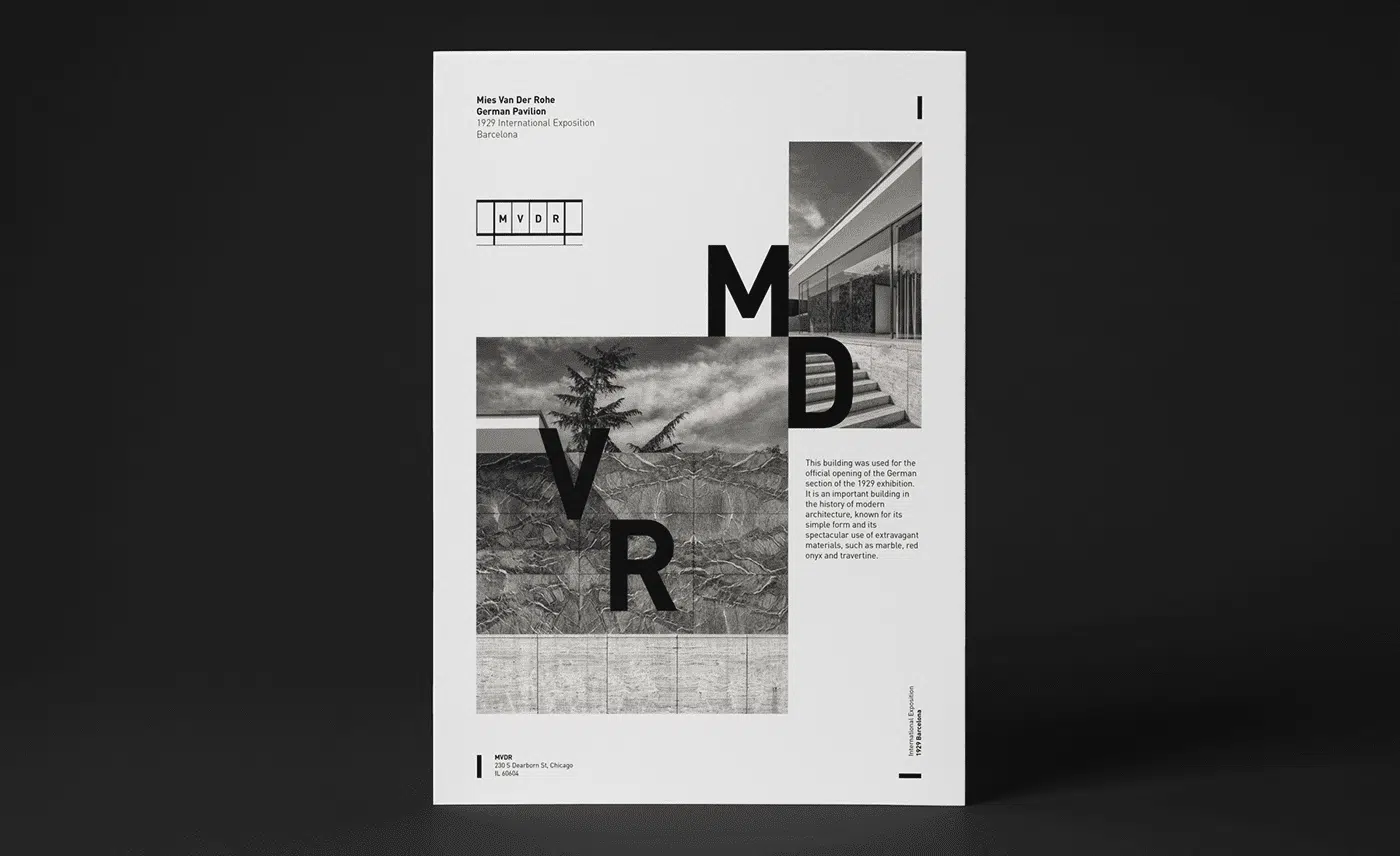 Mies Van Der Rohe
German Pavilion
1929 International Exposition
Barcelona
M V D R
M
D
V
R
This building was used for the
official opening of the German
section of the 1929 exhibition.
It is an important building in
the history of modern
architecture, known for its
simple form and its
spectacular use of extravagant
materials, such as marble, red
onyx and travertine.
International Exposition
1929 Barcelona
MVDR
230 S Dearborn St, Chicago
IL 60604